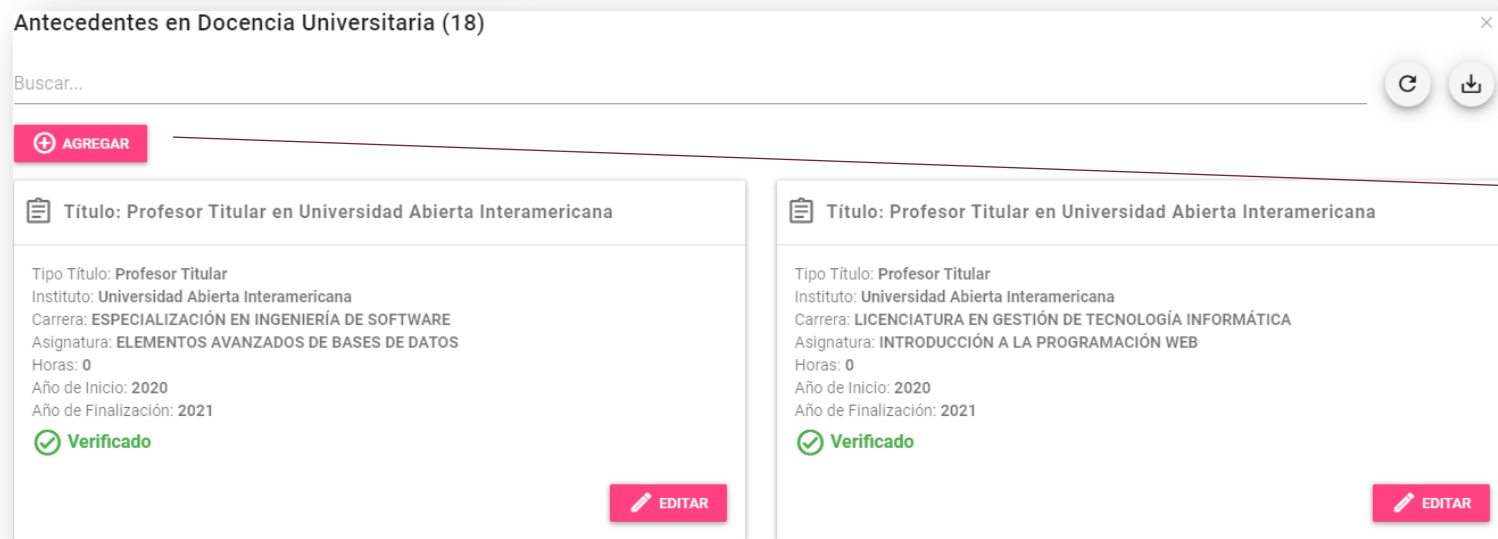 Antecedentes en Docencia Universitaria (18)
Buscar...
AGREGAR
Título: Profesor Titular en Universidad Abierta Interamericana
Tipo Título: Profesor Titular
Instituto: Universidad Abierta Interamericana
Carrera: ESPECIALIZACIÓN EN INGENIERÍA DE SOFTWARE
Asignatura: ELEMENTOS AVANZADOS DE BASES DE DATOS
Horas: 0
Año de Inicio: 2020
Año de Finalización: 2021
Verificado
EDITAR
Título: Profesor Titular en Universidad Abierta Interamericana
Tipo Título: Profesor Titular
Instituto: Universidad Abierta Interamericana
Carrera: LICENCIATURA EN GESTIÓN DE TECNOLOGÍA INFORMÁTICA
Asignatura: INTRODUCCIÓN A LA PROGRAMACIÓN WEB
Horas: 0
Año de Inicio: 2020
Año de Finalización: 2021
Verificado
EDITAR